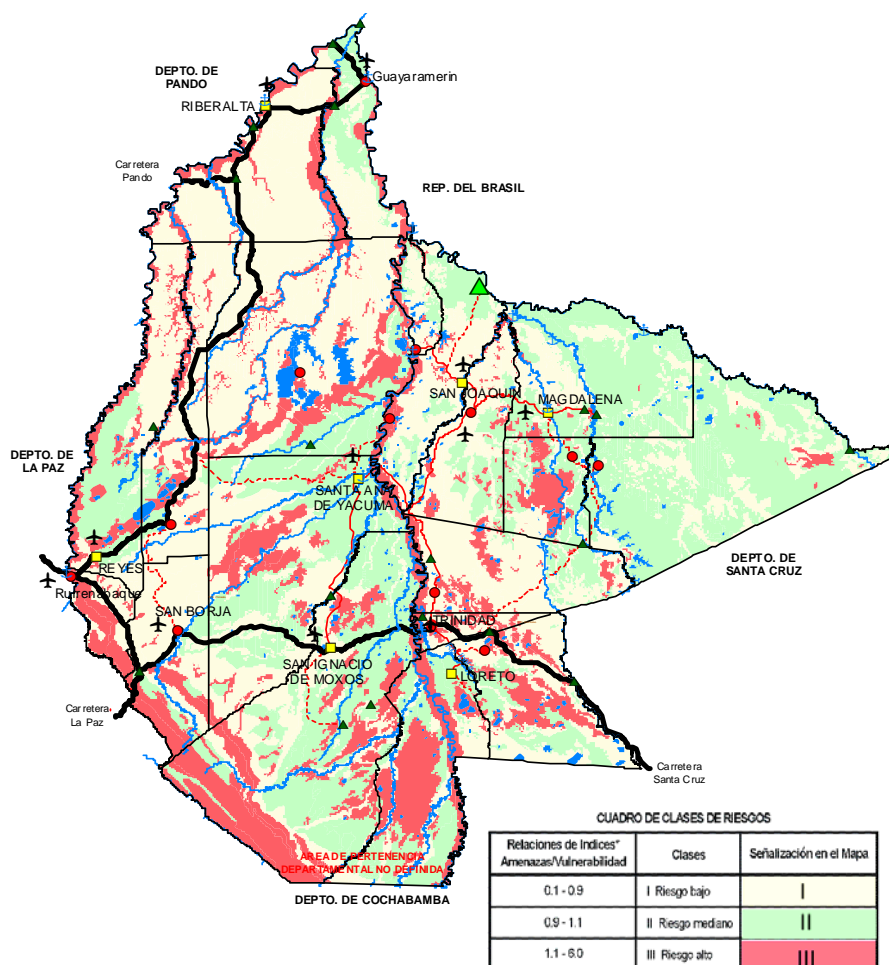 DEPTO. DE
PANDO
Guayaramerin
RIBERALTA
Carretera
Pando
REP. DEL BRASIL
SAN JOAQUIN
MAGDALENA
DEPTO. DE
LA PAZ
SANTA ANA
DE YACUMA
REYES
Rurrenabaque
DEPTO. DE
SANTA CRUZ
SAN BORJA
TRINIDAD
SAN IGNACIO
DE MOXOS
LORETO
Carretera
La Paz
Carretera
Santa Cruz
AREA DE PERTENENCIA
DEPARTAMENTAL NO DEFINIDA
DEPTO. DE COCHABAMBA
CUADRO DE CLASES DE RIESGOS
Relaciones de Indices* Amenazas/Vulnerabilidad Clases Señalización en el Mapa
0.1 - 0.9 I Riesgo bajo I
0.9 - 1.1 II Riesgo mediano II
1.1 - 6.0 III Riesgo alto III